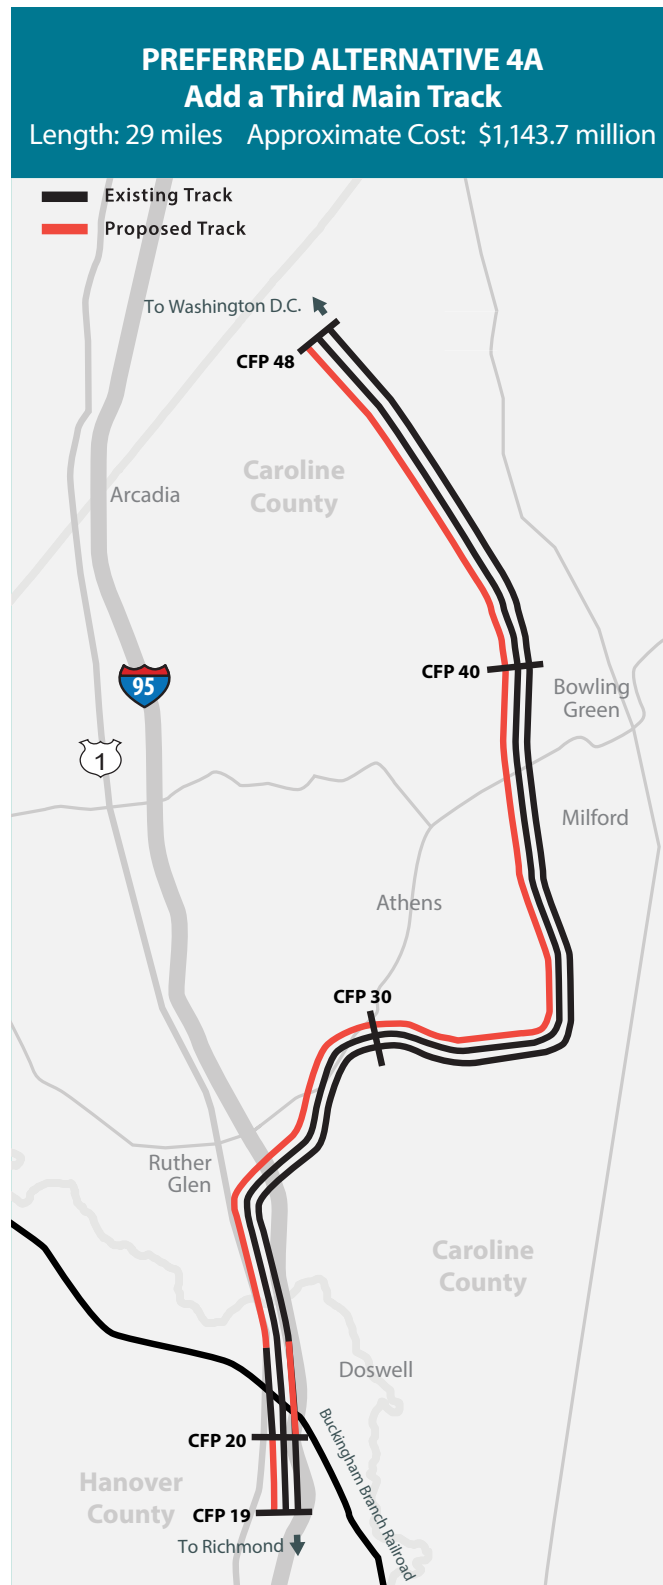 PREFERRED ALTERNATIVE 4A
Add a Third Main Track
Length: 29 miles Approximate Cost: $1,143.7 million
Existing Track
Proposed Track
To Washington D.C.
CFP 48
Caroline
County
Arcadia
CFP 40
95
Bowling
Green
1
Milford
Athens
CFP 30
Ruther
Glen
Caroline
County
Doswell
Buckingham Branch Railroad
CFP 20
Hanover
County
CFP 19
To Richmond